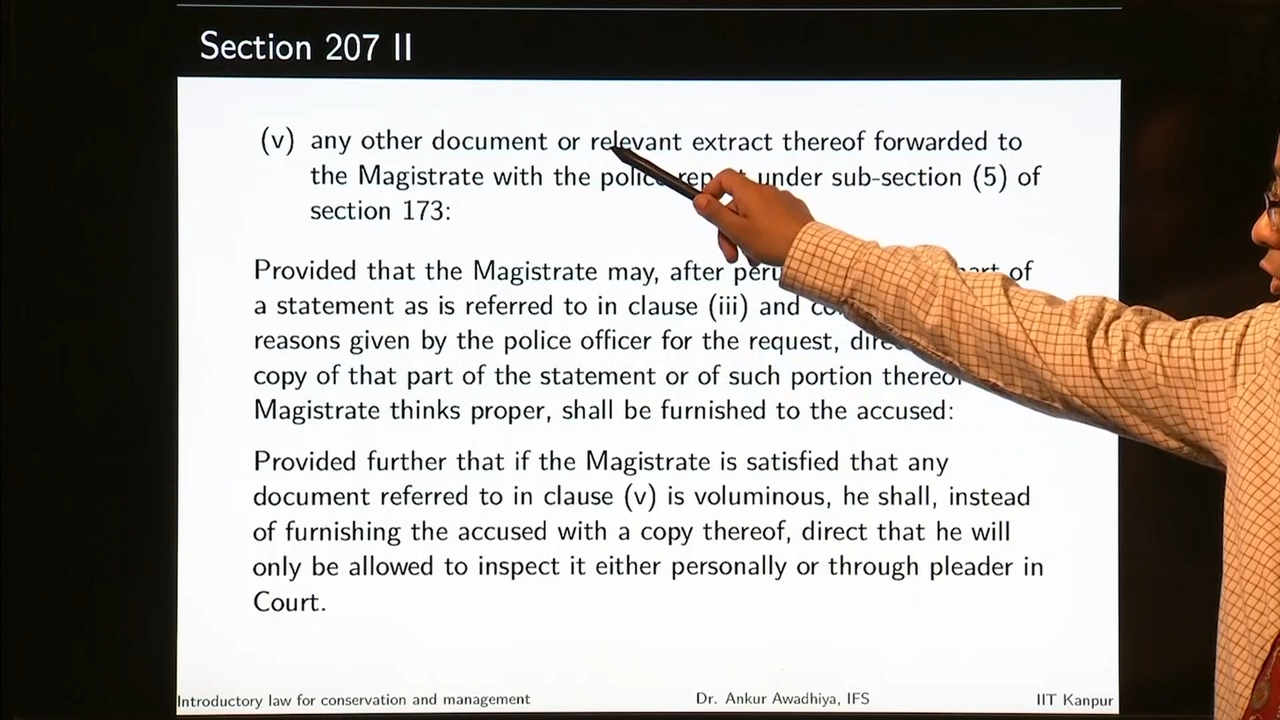 Section 207 II
(v) any other document or relevant extract thereof forwarded to
the Magistrate with the police report under sub-section (5) of
section 173:
Provided that the Magistrate may, after of
a statement as is referred to in clause (iii) and
reasons given by the police officer for the request,
copy of that part of the statement or of such portion
Magistrate thinks proper, shall be furnished to the accused:
Provided further that if the Magistrate is satisfied that any
document referred to in clause (v) is voluminous, he shall, instead
of furnishing the accused with a copy thereof, direct that he will
only be allowed to inspect it either personally or through pleader in
Court.
Introductory law for conservation and management Dr. Ankur Awadhiya, IFS IIT Kanpur